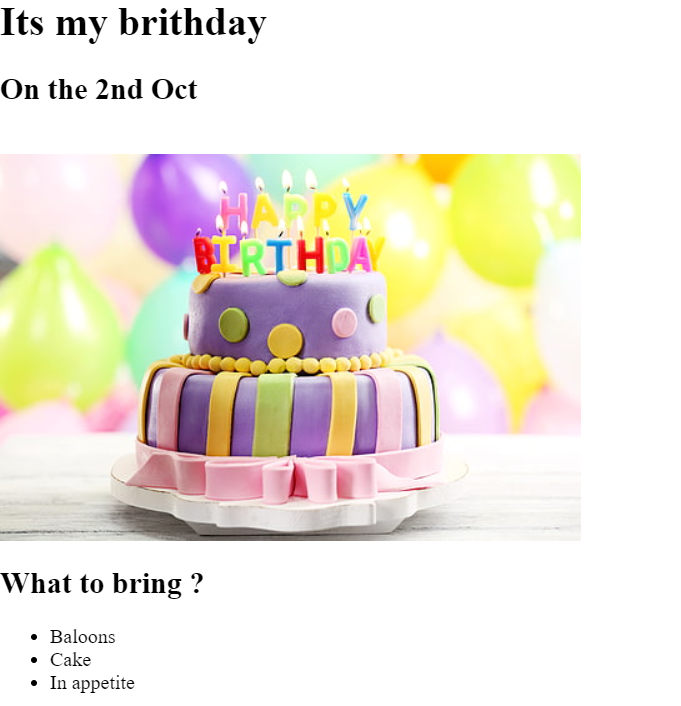 Its my brithday
On the 2nd Oct
HAPPY
BIRTHDAY
What to bring ?
Baloons
Cake
In appetite